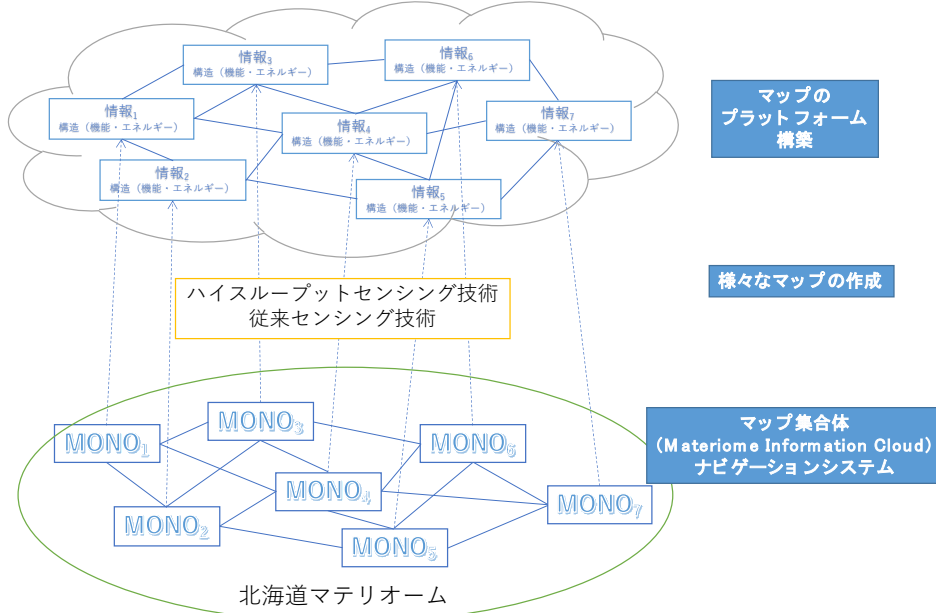 情報₃
構造（機能・エネルギー）
情報₆
構造（機能・エネルギー）
情報₁
構造（機能・エネルギー）
情報₄
構造（機能・エネルギー）
情報₇
構造（機能・エネルギー）
情報₂
構造（機能・エネルギー）
情報₅
構造（機能・エネルギー）
マップの
プラットフォーム
構築
様々なマップの作成
ハイスループットセンシング技術
従来センシング技術
MONO₁
MONO₃
MONO₆
MONO₄
MONO₇
MONO₂
MONO₅
マップ集合体
(Materiome Information Cloud)
ナビゲーションシステム
北海道マテリオーム